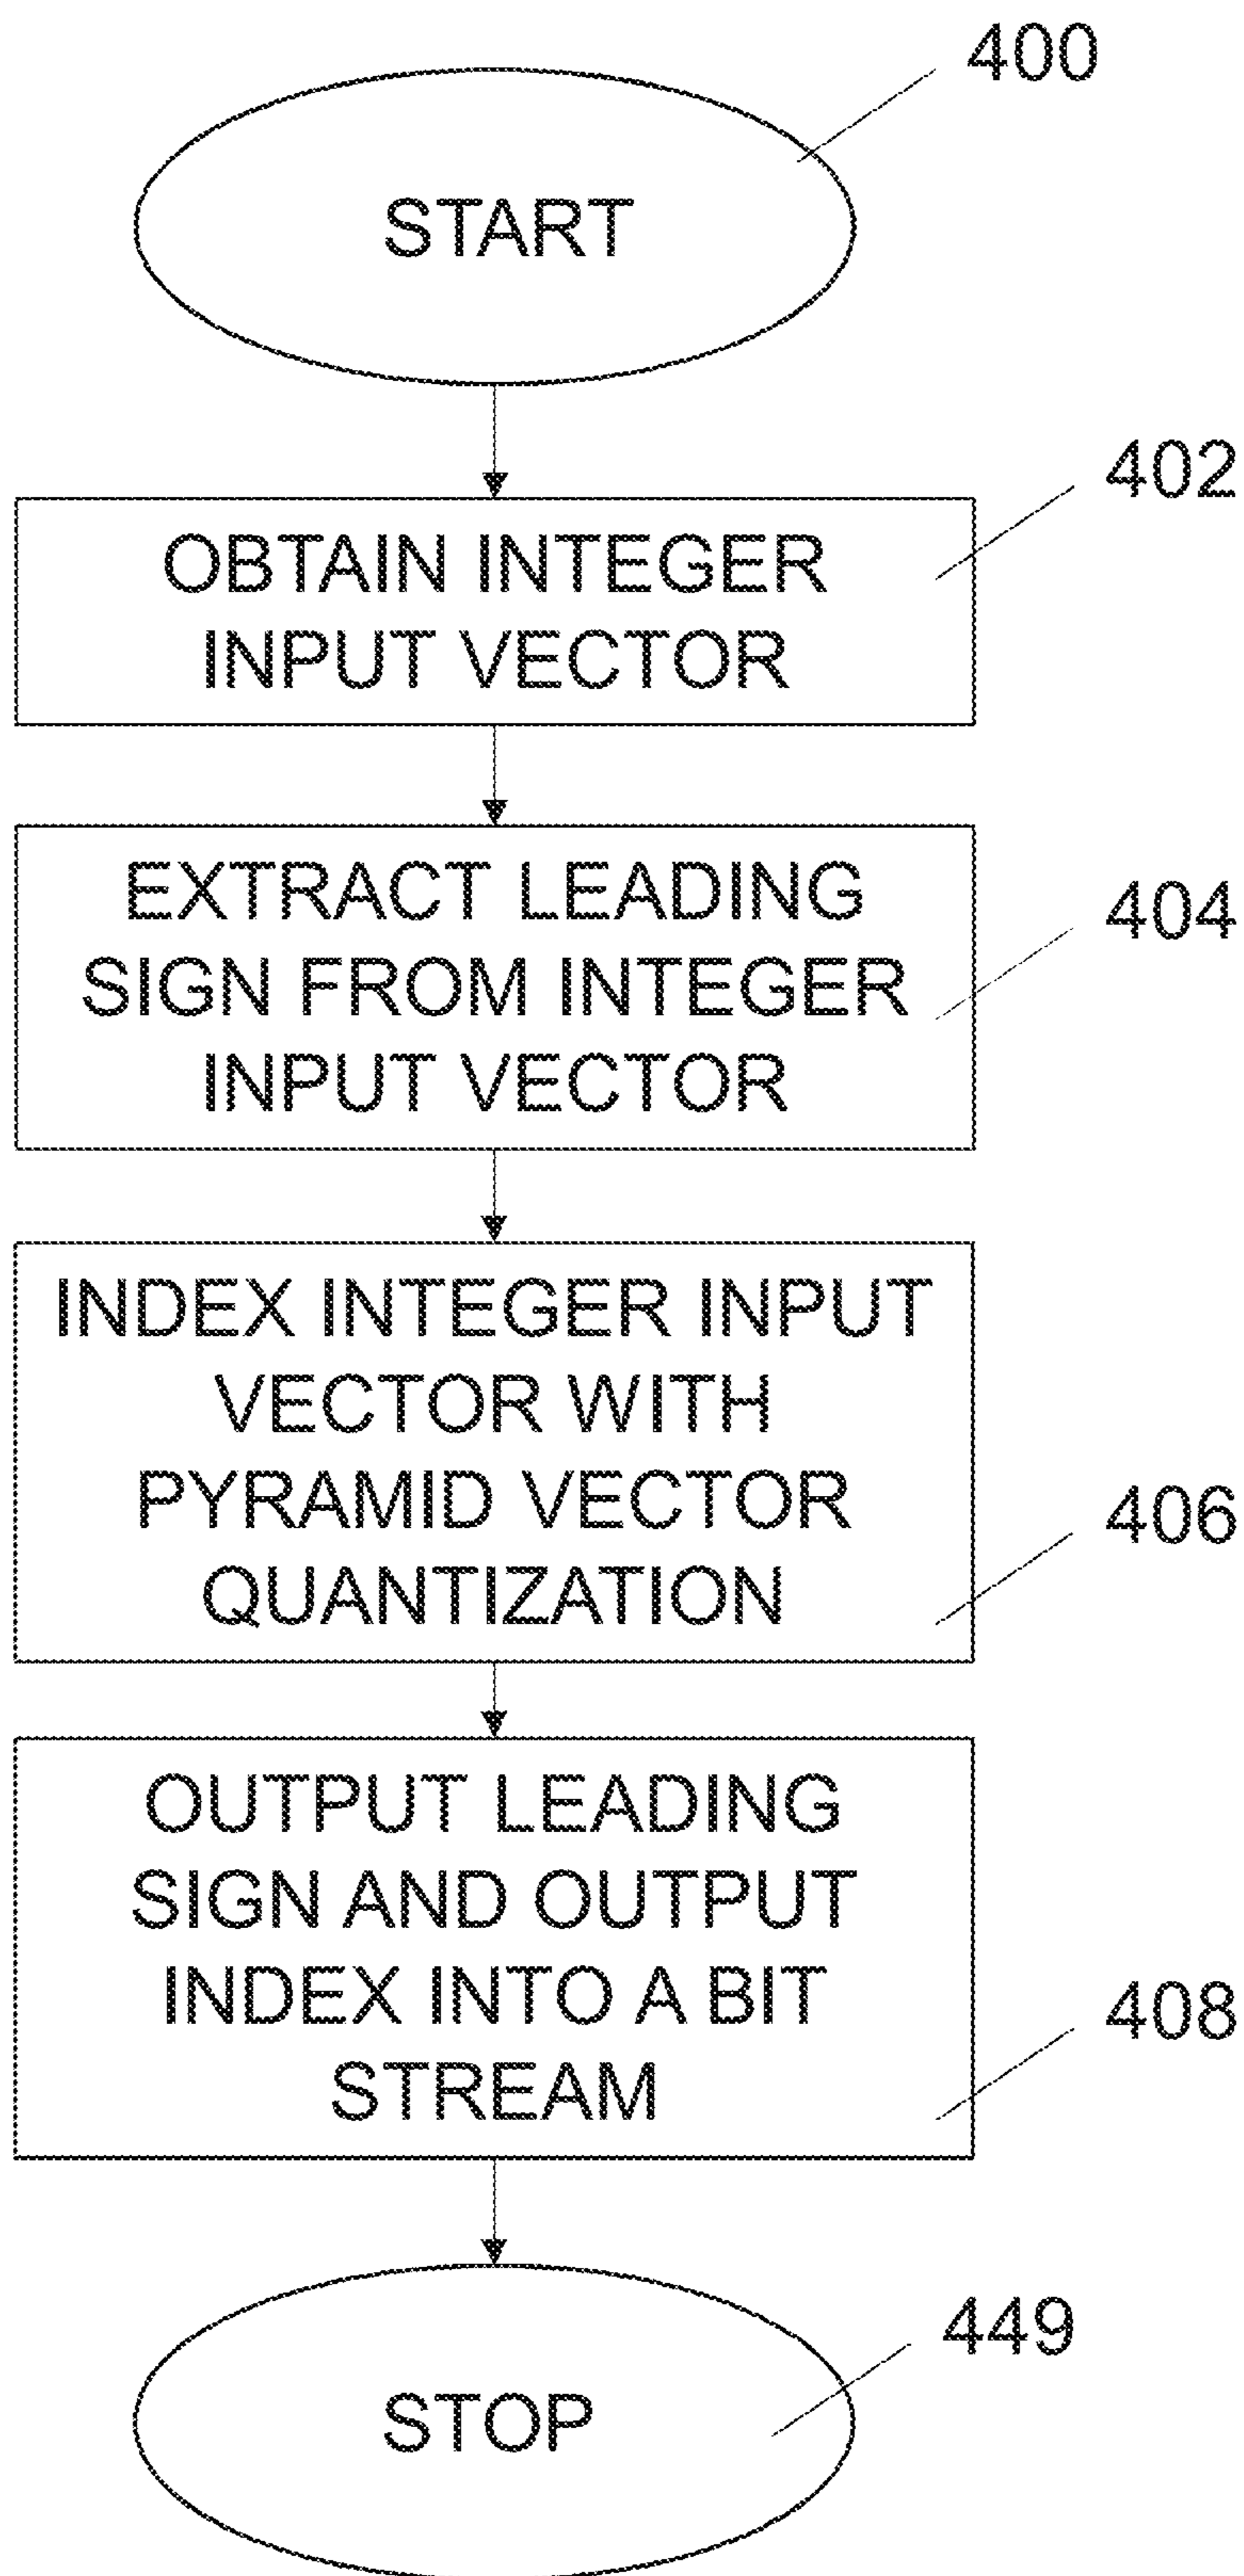 400
START
402
OBTAIN INTEGER
INPUT VECTOR
404
EXTRACT LEADING
SIGN FROM INTEGER
INPUT VECTOR
INDEX INTEGER INPUT
VECTOR WITH
PYRAMID VECTOR
406
QUANTIZATION
OUTPUT LEADING
SIGN AND OUTPUT
INDEX INTO A BIT
408
STREAM
449
STOP